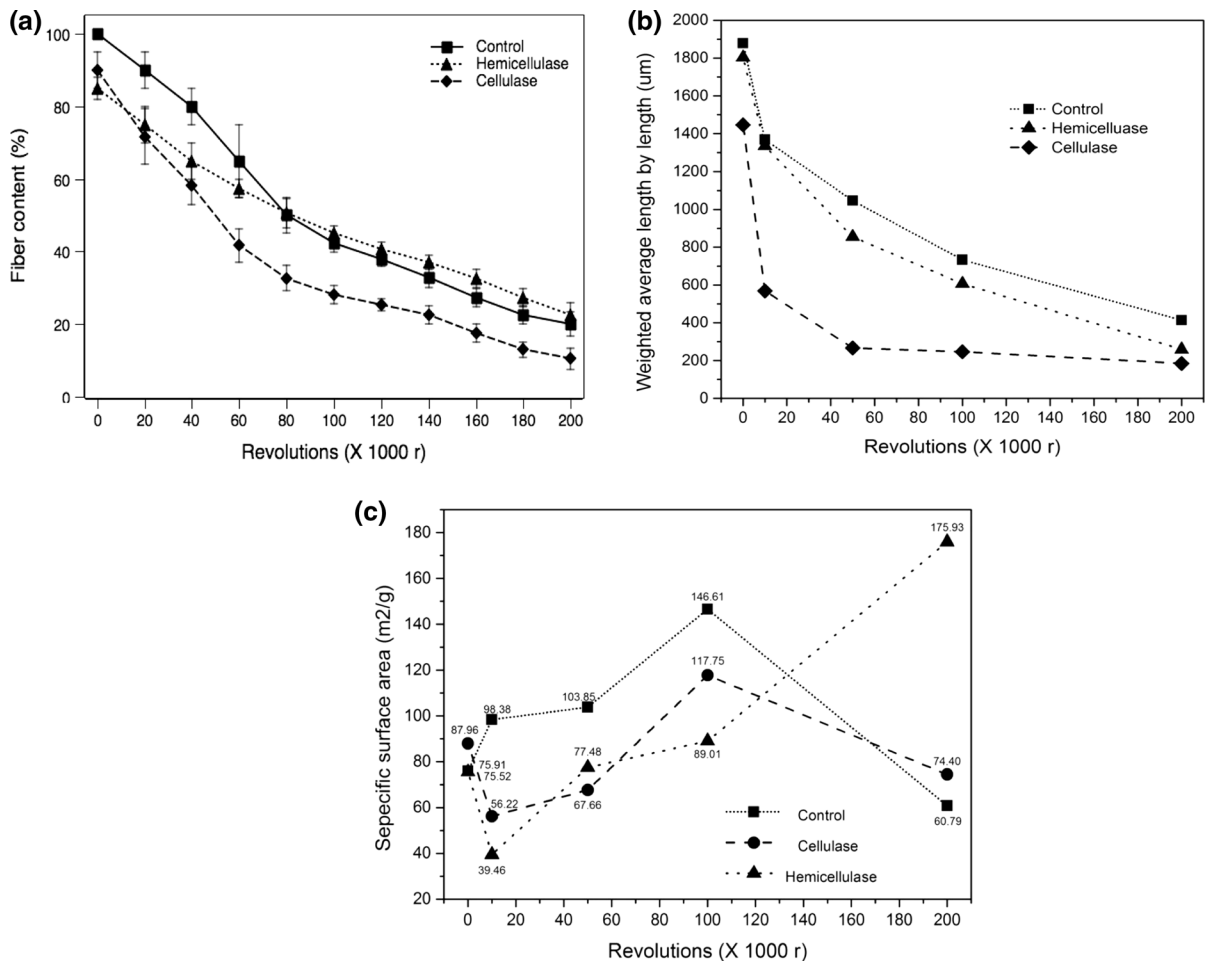 (a)
100
80
60
40
20
0
Fiber content (%)
Control
Hemicellulase
Cellulase
0 20 40 60 80 100 120 140 160 180 200
Revolutions (X 1000 r)
(b)
2000
1800
1600
1400
1200
1000
800
600
400
200
0
Weighted average length by length (um)
Control
Hemicelluase
Cellulase
0 20 40 60 80 100 120 140 160 180 200
Revolutions (X 1000 r)
(c)
180
160
140
120
100
80
60
40
20
Sepecific surface area (m2/g)
175.93
146.61
117.75
103.85
98.38
87.96
75.91
75.52
77.48
89.01
74.40
56.22
67.66
60.79
39.46
Control
Cellulase
Hemicellulase
0 20 40 60 80 100 120 140 160 180 200
Revolutions (X 1000 r)